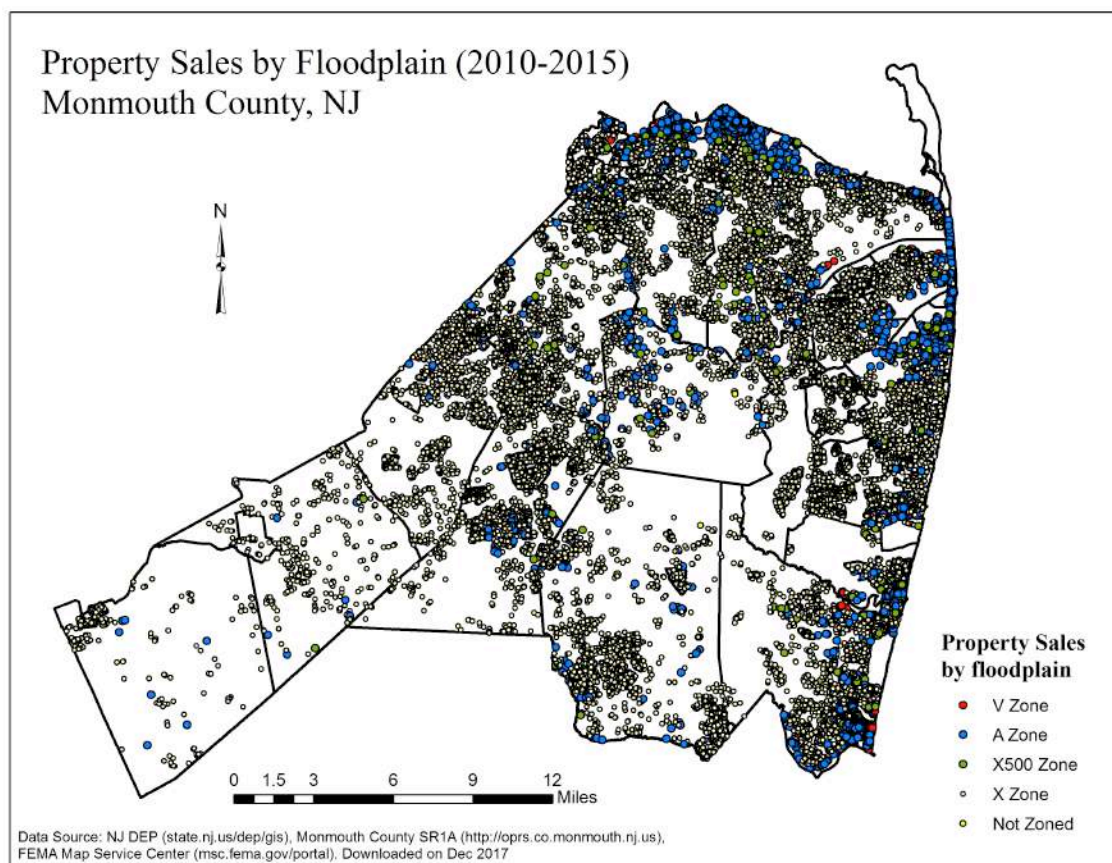 Property Sales by Floodplain (2010-2015)
Monmouth County, NJ
N
Property Sales
by floodplain
V Zone
A Zone
X500 Zone
X Zone
Not Zoned
0 1.5 3 6 9 12
Miles
Data Source: NJ DEP (state.nj.us/dep/gis), Monmouth County SR1A (http://oprs.co.monmouth.nj.us),
FEMA Map Service Center (msc.fema.gov/portal). Downloaded on Dec 2017